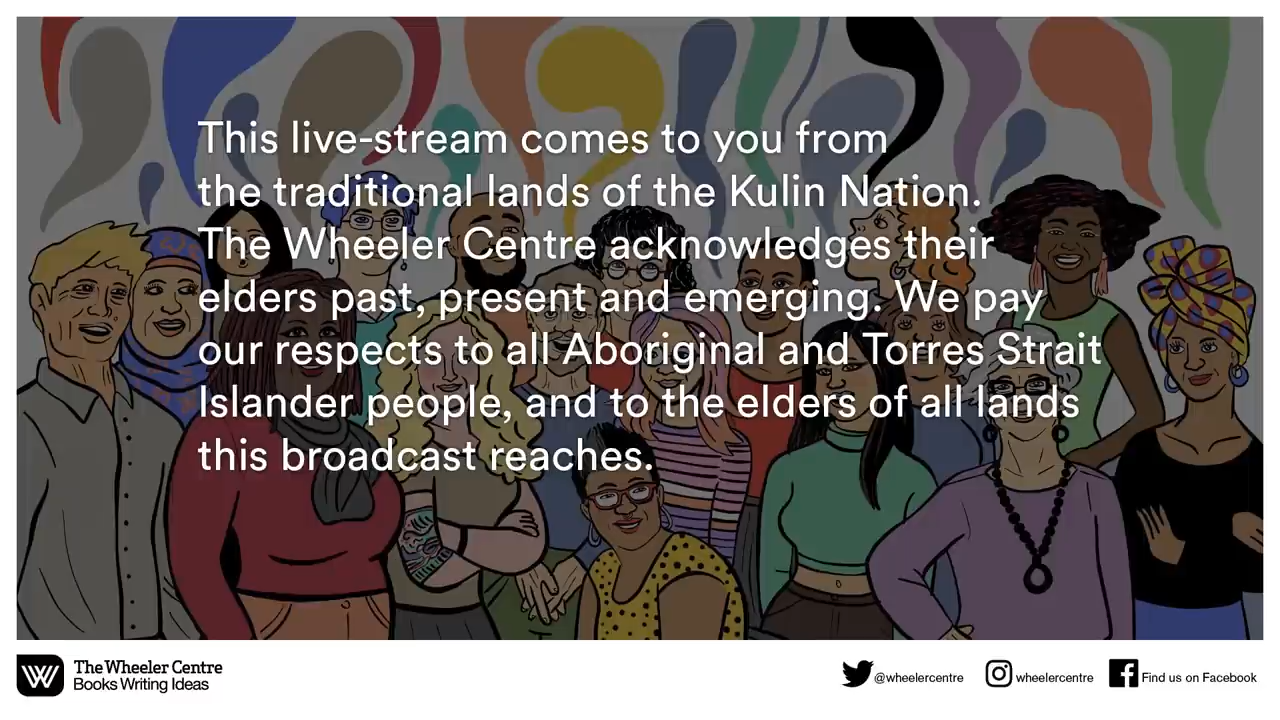 This live-stream comes to you from
the traditional lands of the Kulin Nation.
The Wheeler Centre acknowledges their
elders past, present and emerging. We pay
our respects to all Aboriginal and Torres Strait
Islander people, and to the elders of all lands
this broadcast reaches.
The Wheeler Centre
Books Writing Ideas
@wheelercentre
wheelercentre
Find us on Facebook